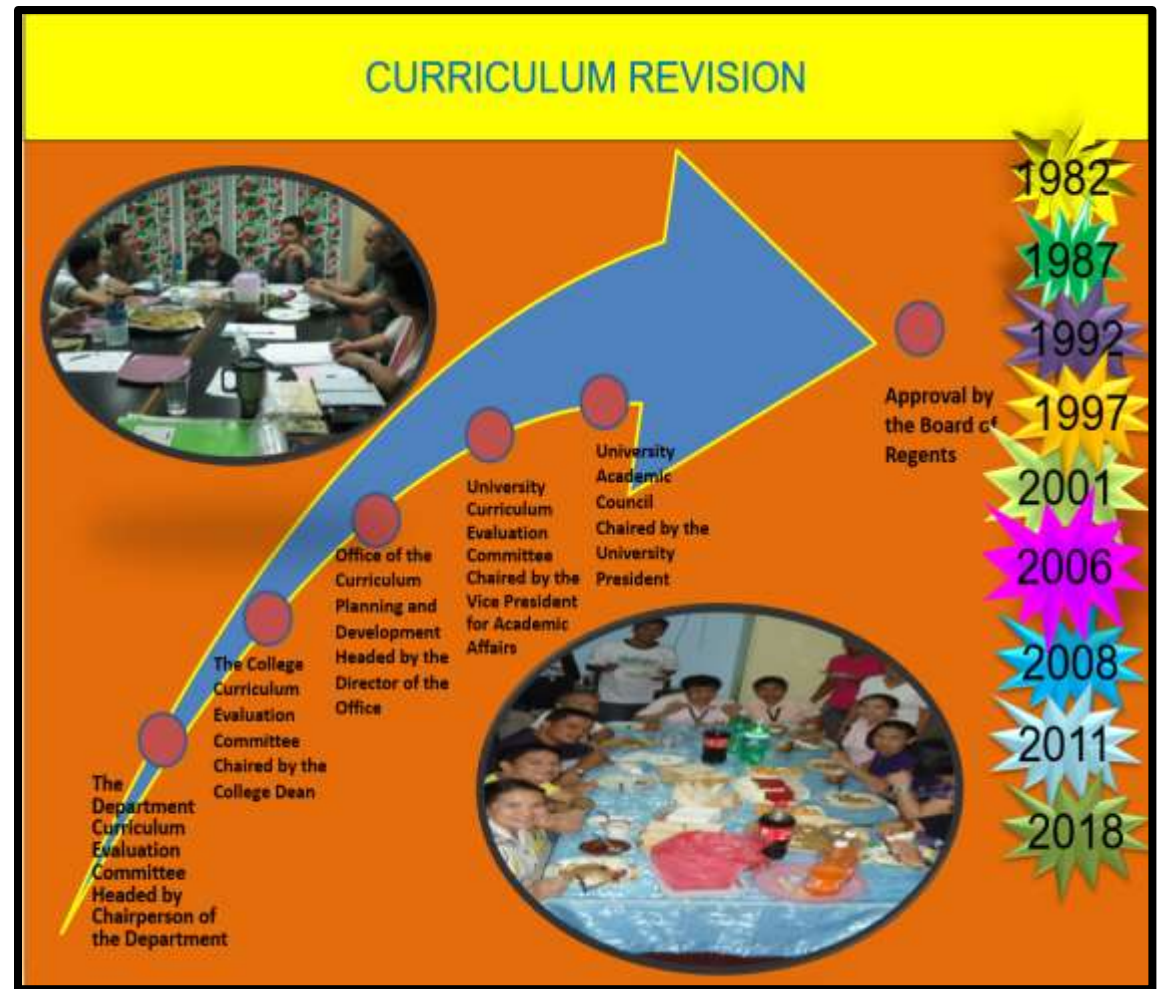 CURRICULUM REVISION
The
Department
Curriculum
Evaluation
Committee
Headed by
Chairperson of
the Department
The College
Curriculum
Evaluation
Committee
Chaired by the
College Dean
Office of the
Curriculum
Planning and
Development
Headed by the
Director of the
Office
University
Curriculum
Evaluation
Committee
Chaired by the
Vice President
for Academic
Affairs
University
Academic
Council
Chaired by the
University
President
Approval by
the Board of
Regents
1982
1987
1992
1997
2001
2006
2008
2011
2018